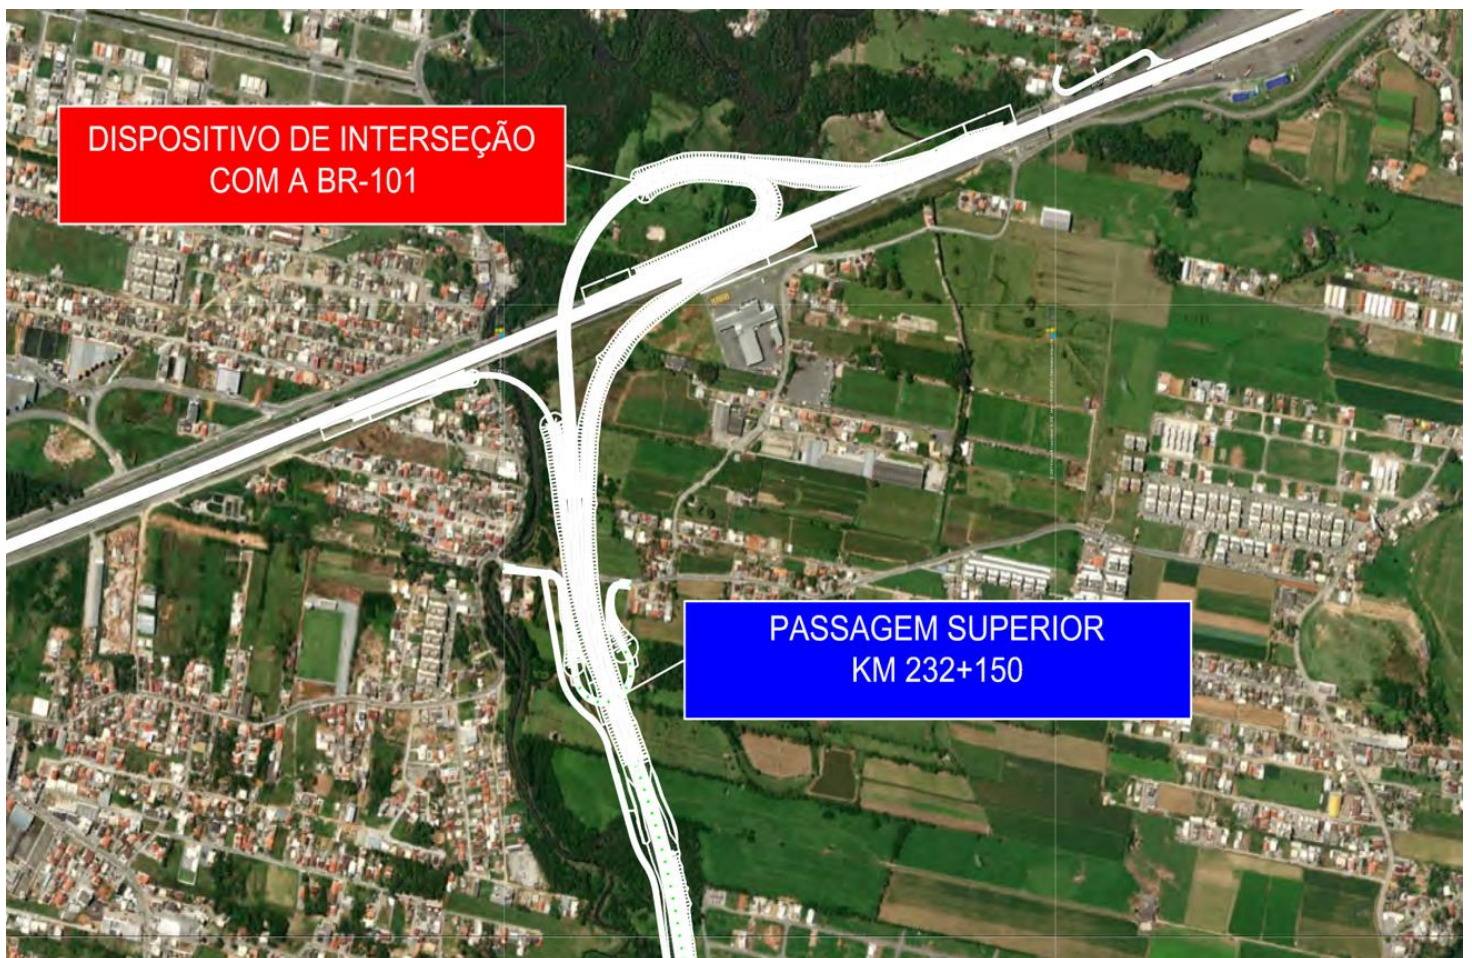 DISPOSITIVO DE INTERSEÇÃO
COM A BR-101
PASSAGEM SUPERIOR
KM 232+150